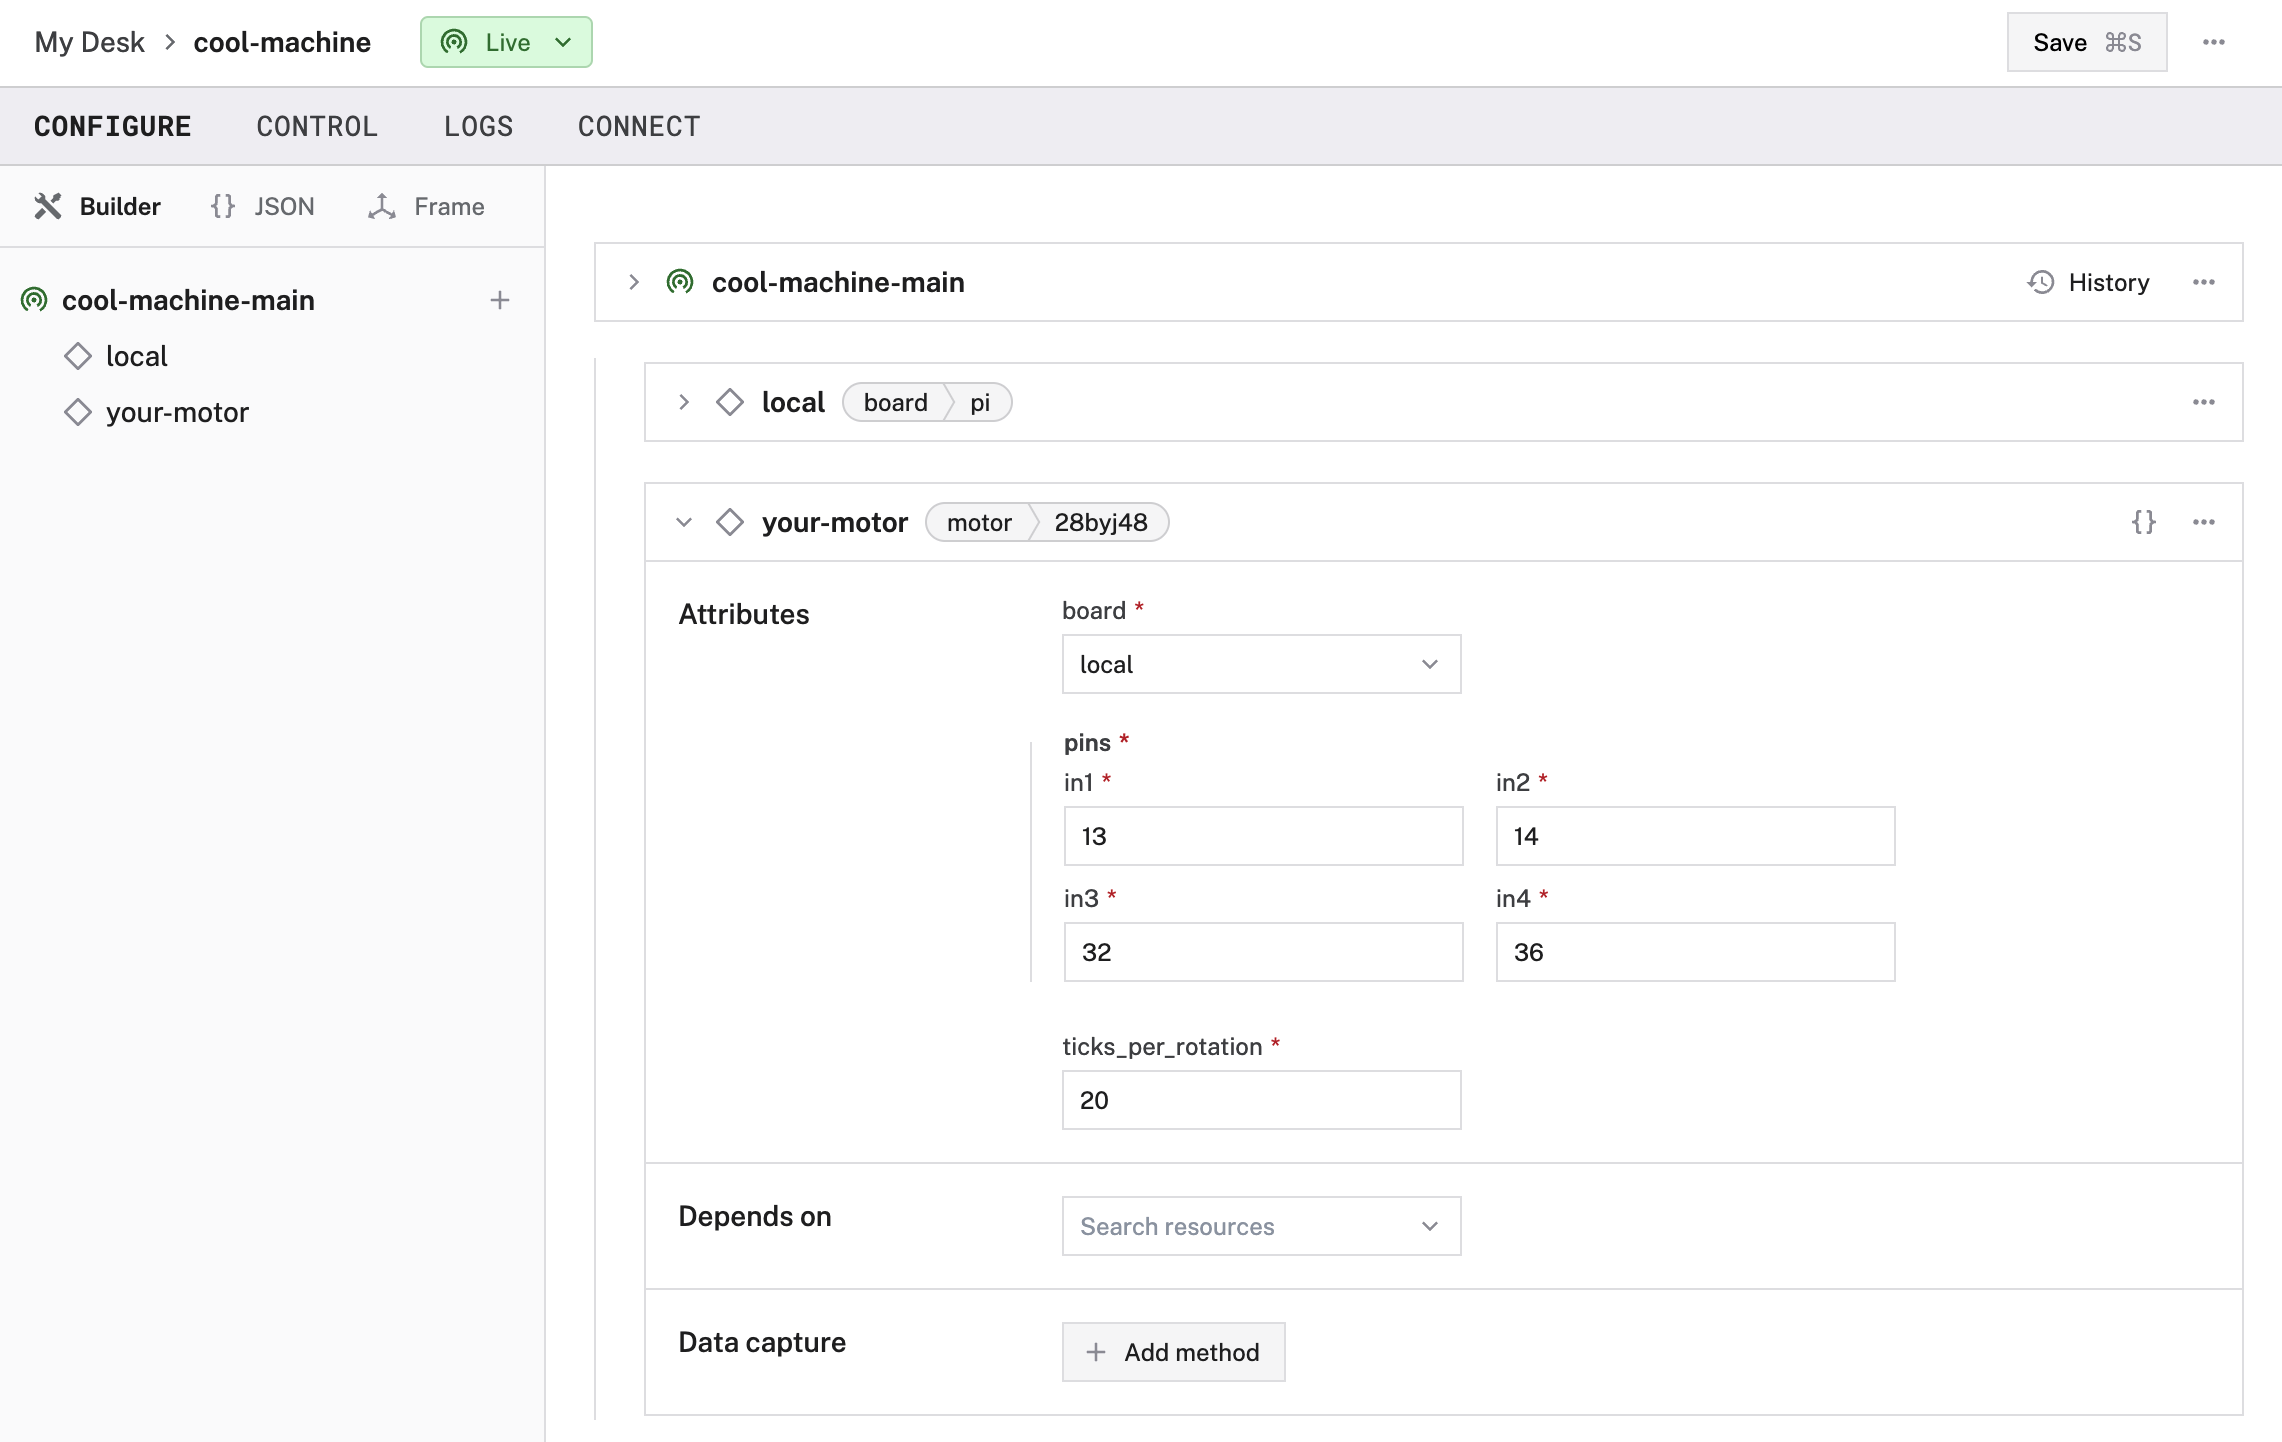 My Desk > cool-machine Live Save ⌘S ...
CONFIGURE CONTROL LOGS CONNECT
Builder {} JSON Frame
cool-machine-main +
local
your-motor
cool-machine-main History ...
local board pi ...
your-motor motor 28byj48 {} ...
Attributes
board *
local
pins *
in1 * in2 *
13 14
in3 * in4 *
32 36
ticks_per_rotation *
20
Depends on Search resources
Data capture + Add method